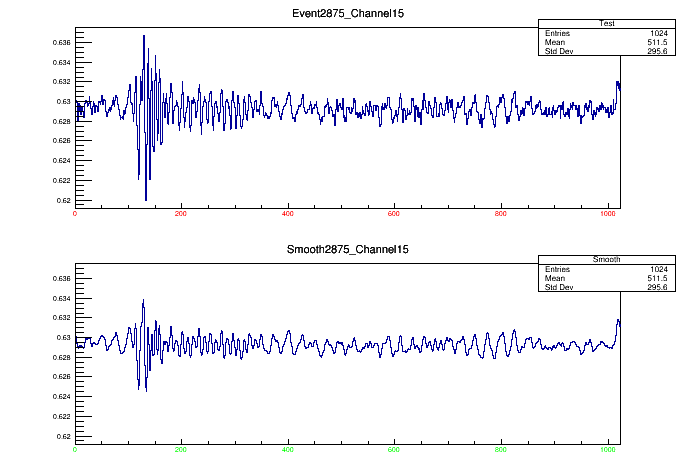 Event2875_Channel15
Test
Entries 1024
Mean 511.5
Std Dev 295.6
0.636
0.634
0.632
0.63
0.628
0.626
0.624
0.622
0.62
0 200 400 600 800 1000
Smooth2875_Channel15
Smooth
Entries 1024
Mean 511.5
Std Dev 295.6
0.636
0.634
0.632
0.63
0.628
0.626
0.624
0.622
0.62
0 200 400 600 800 1000